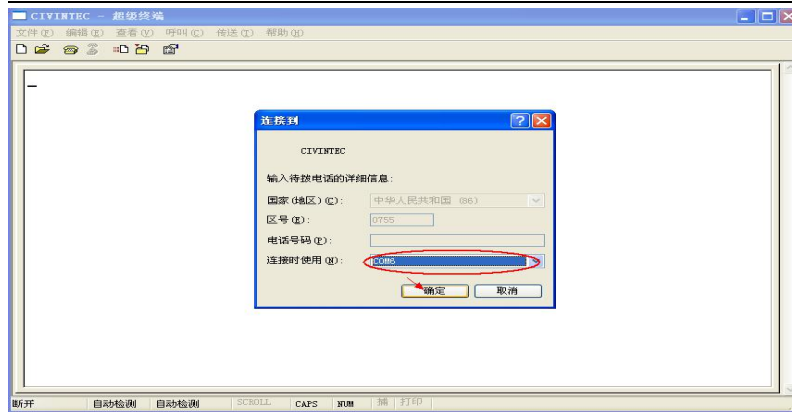 CIVINTEC - 超级终端
文件(F) 编辑(E) 查看(V) 呼叫(C) 传送(T) 帮助(H)
连接到
CIVINTEC
输入待拨电话的详细信息:
国家(地区)(C): 中华人民共和国 (86)
区号(E): 0755
电话号码(P):
连接时使用(N): COM6
确定 取消
断开 自动检测 自动检测 SCROLL CAPS NUM 捕 打印